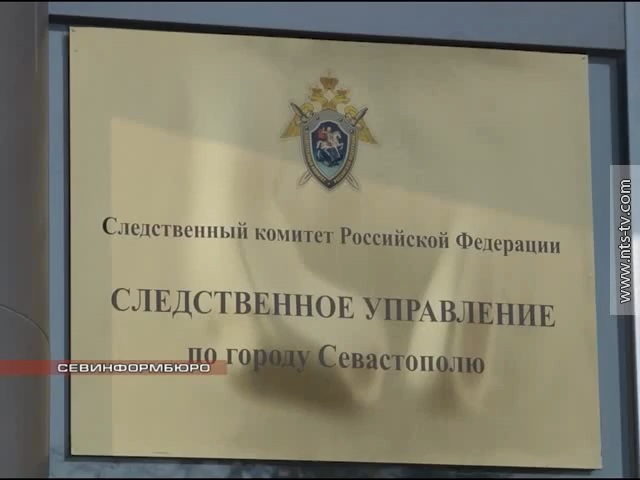 Следственный комитет Российской Федерации
СЛЕДСТВЕННОЕ УПРАВЛЕНИЕ
по городу Севастополю
СЕВИНФОРМБЮРО
www.nts-tv.com